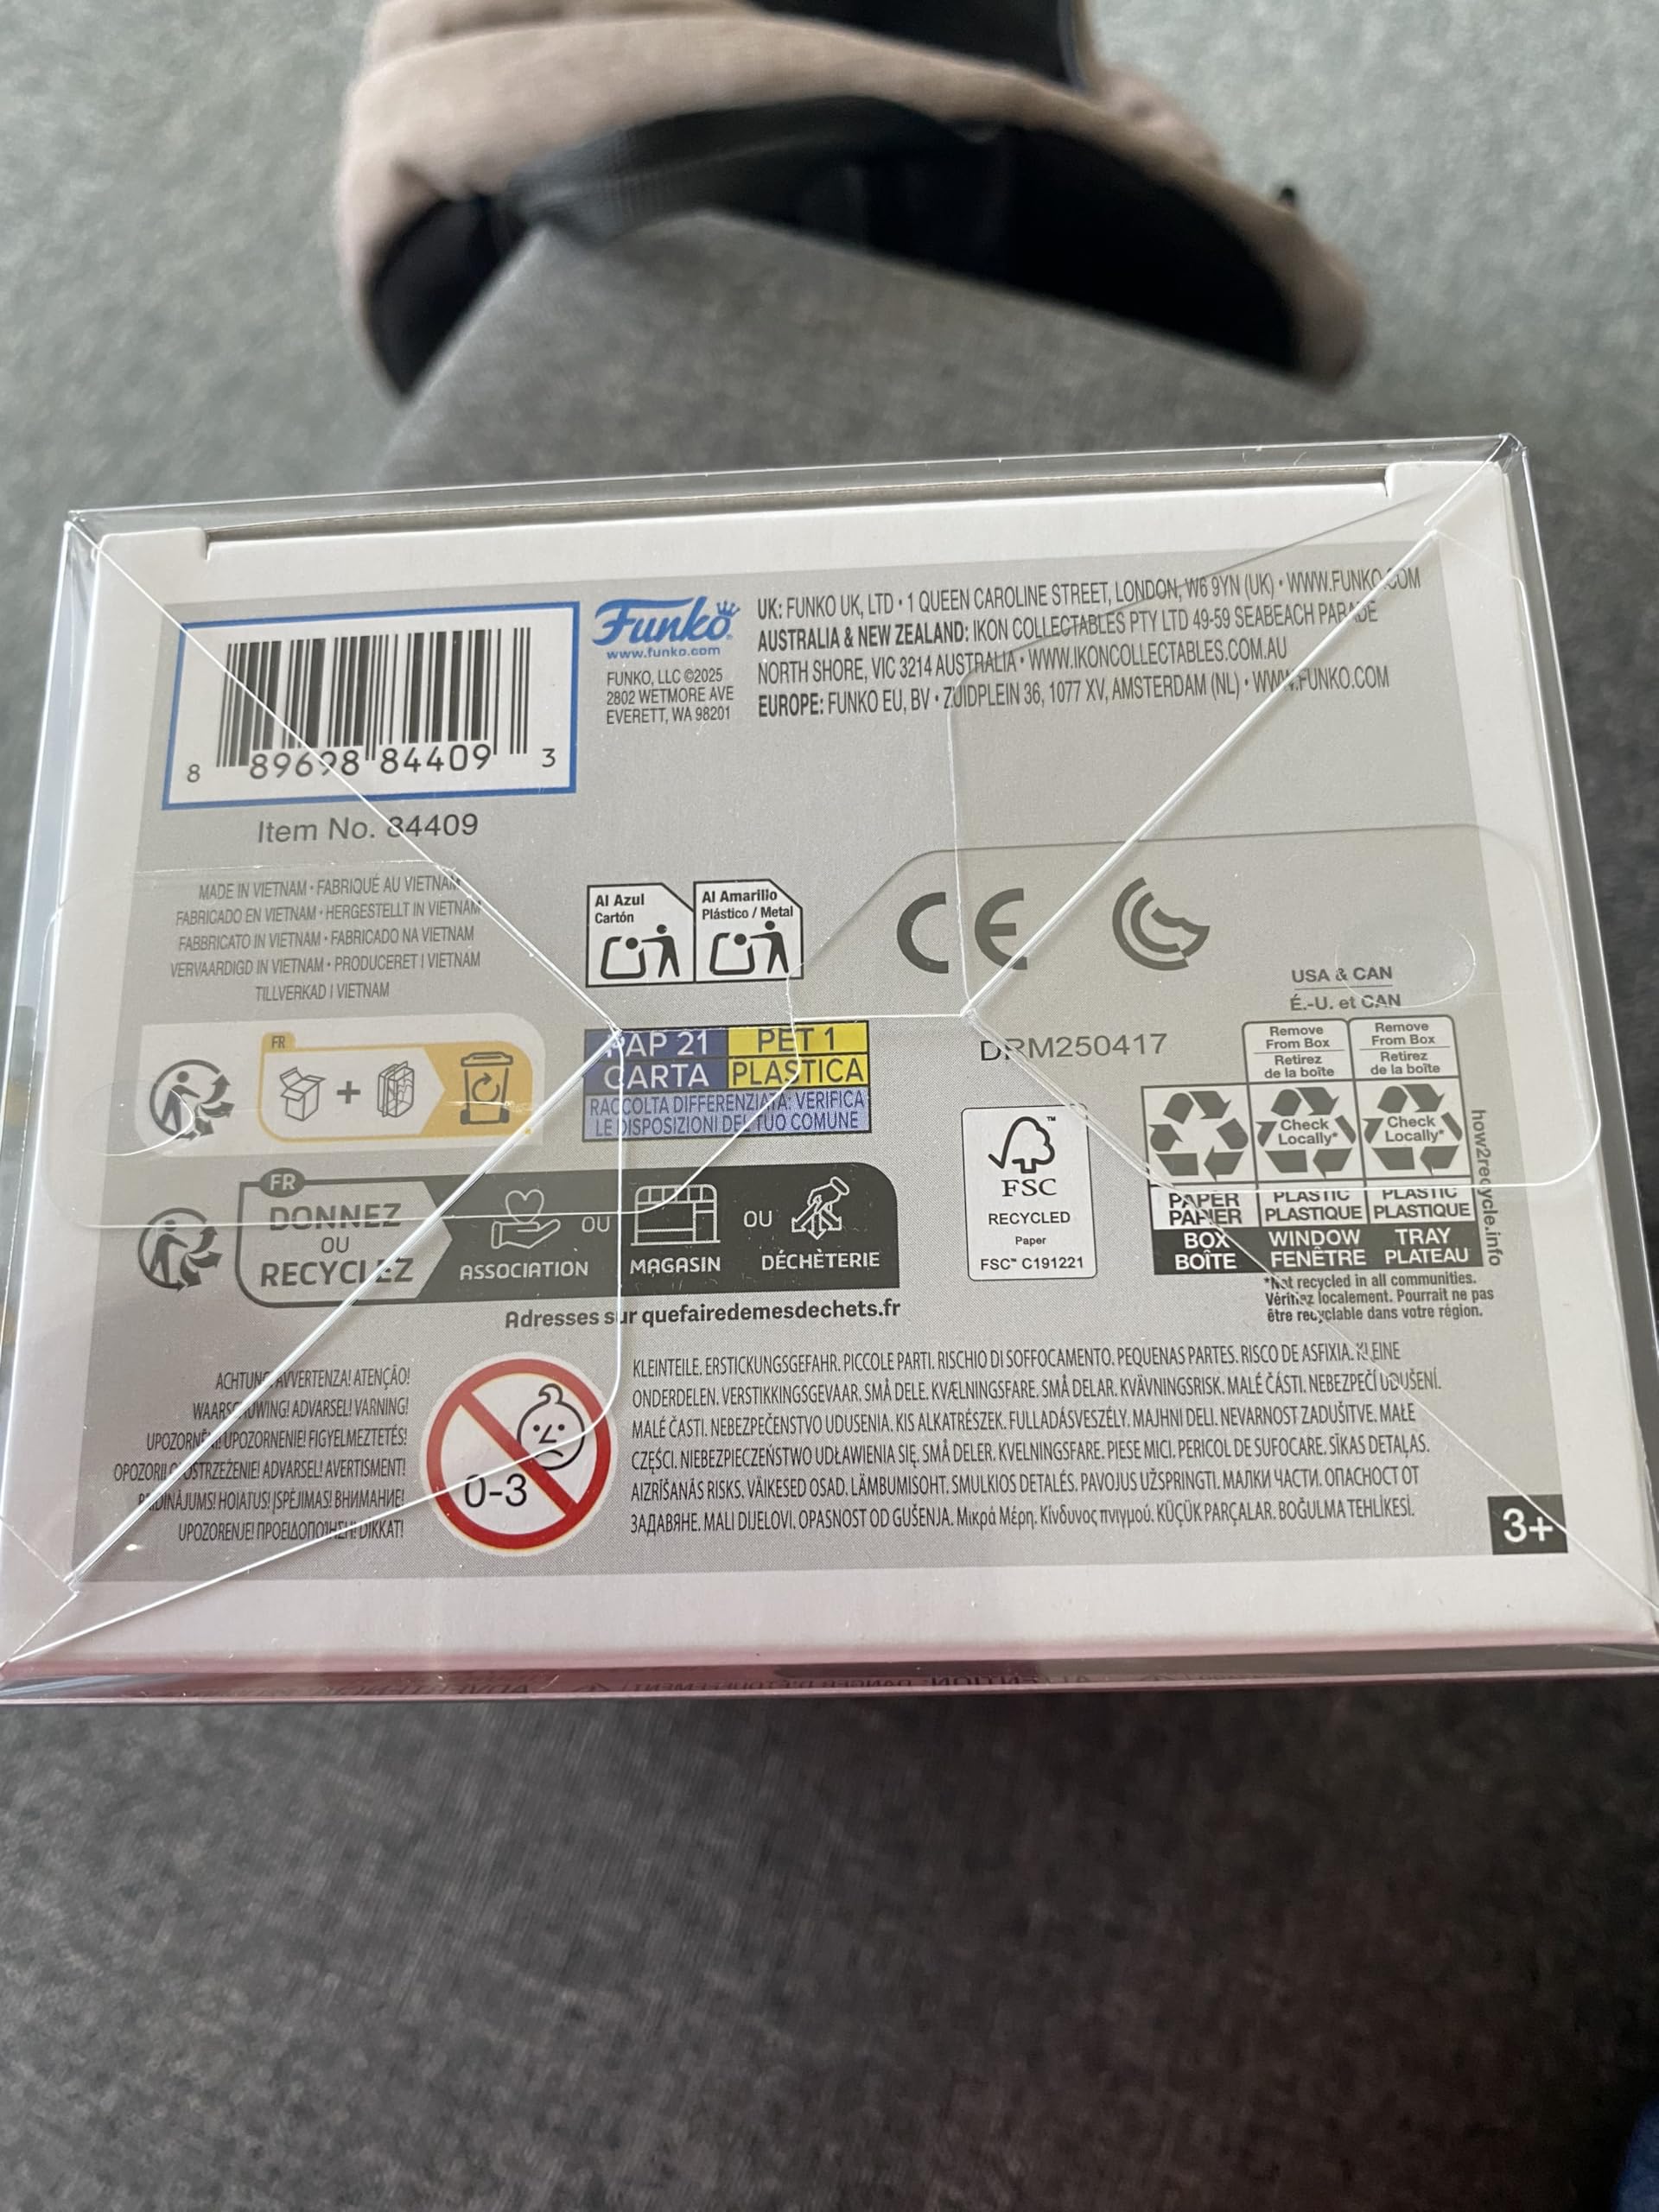 8 89698 84409 3
Item No. 84409
Funko
www.funko.com
FUNKO, LLC ©2025
2802 WETMORE AVE
EVERETT, WA 98201
UK: FUNKO UK, LTD • 1 QUEEN CAROLINE STREET, LONDON, W6 9YN (UK) • WWW.FUNKO.COM
AUSTRALIA & NEW ZEALAND: IKON COLLECTABLES PTY LTD 49-59 SEABEACH PARADE
NORTH SHORE, VIC 3214 AUSTRALIA • WWW.IKONCOLLECTABLES.COM.AU
EUROPE: FUNKO EU, BV • ZUIDPLEIN 36, 1077 XV, AMSTERDAM (NL) • WWW.FUNKO.COM
MADE IN VIETNAM • FABRIQUÉ AU VIETNAM
FABRICADO EN VIETNAM • HERGESTELLT IN VIETNAM
FABBRICATO IN VIETNAM • FABRICADO NA VIETNAM
VERVAARDIGD IN VIETNAM • PRODUCERET I VIETNAM
TILLVERKAD I VIETNAM
Al Azul
Cartón
Al Amarillo
Plástico / Metal
CE
FR
+
PAP 21
CARTA
PET 1
PLASTICA
RACCOLTA DIFFERENZIATA: VERIFICA
LE DISPOSIZIONI DEL TUO COMUNE
DRM250417
USA & CAN
É.-U. et CAN
Remove
From Box
Retirez
de la boîte
Remove
From Box
Retirez
de la boîte
Check
Locally*
Check
Locally*
PAPER
PAPIER
PLASTIC
PLASTIQUE
PLASTIC
PLASTIQUE
BOX
BOÎTE
WINDOW
FENÊTRE
TRAY
PLATEAU
how2recycle.info
*Not recycled in all communities.
Vérifiez localement. Pourrait ne pas
être recyclable dans votre région.
FSC™
RECYCLED
Paper
FSC™ C191221
FR
DONNEZ
OU
RECYCLEZ
ASSOCIATION
OU
MAGASIN
OU
DÉCHÈTERIE
Adresses sur quefairedemesdechets.fr
ACHTUNG! AVVERTENZA! ATENÇÃO!
WAARSCHUWING! ADVARSEL! VARNING!
UPOZORNĚNÍ! UPOZORNENIE! FIGYELMEZTETÉS!
OPOZORILO! OSTRZEŻENIE! ADVARSEL! AVERTISMENT!
BRĪDINĀJUMS! HOIATUS! ĮSPĖJIMAS! ВНИМАНИЕ!
UPOZORENJE! ΠΡΟΕΙΔΟΠΟΙΗΣΗ! DIKKAT!
0-3
KLEINTEILE. ERSTICKUNGSGEFAHR. PICCOLE PARTI. RISCHIO DI SOFFOCAMENTO. PEQUENAS PARTES. RISCO DE ASFIXIA. KLEINE
ONDERDELEN. VERSTIKKINGSGEVAAR. SMÅ DELE. KVÆLNINGSFARE. SMÅ DELAR. KVÄVNINGSRISK. MALÉ ČÁSTI. NEBEZPEČÍ UDUŠENÍ.
MALÉ ČASTI. NEBEZPEČENSTVO UDUSENIA. KIS ALKATRÉSZEK. FULLADÁSVESZÉLY. MAJHNI DELI. NEVARNOST ZADUŠITVE. MAŁE
CZĘŚCI. NIEBEZPIECZEŃSTWO UDŁAWIENIA SIĘ. SMÅ DELER. KVELNINGSFARE. PIESE MICI. PERICOL DE SUFOCARE. SĪKAS DETAĻAS.
AIZRĪŠANĀS RISKS. VÄIKESED OSAD. LÄMBUMISOHT. SMULKIOS DETALĖS. PAVOJUS UŽSPRINGTI. МАЛКИ ЧАСТИ. ОПАСНОСТ ОТ
ЗАДАВЯНЕ. MALI DIJELOVI. OPASNOST OD GUŠENJA. Μικρά Μέρη. Κίνδυνος πνιγμού. KÜÇÜK PARÇALAR. BOĞULMA TEHLİKESİ.
3+